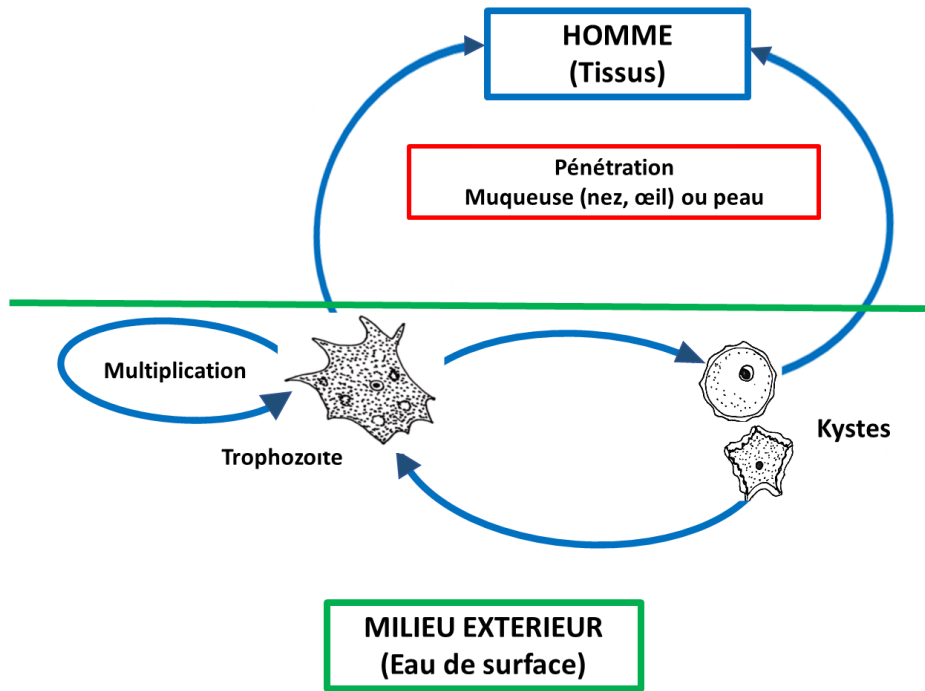 HOMME
(Tissus)
Pénétration
Muqueuse (nez, œil) ou peau
Multiplication
Trophozoïte
Kystes
MILIEU EXTERIEUR
(Eau de surface)